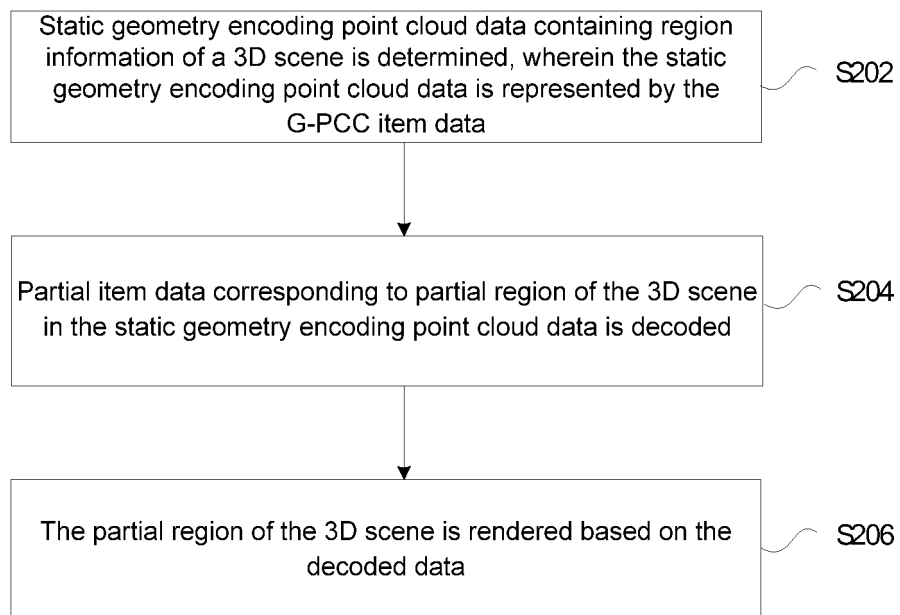 Static geometry encoding point cloud data containing region
information of a 3D scene is determined, wherein the static
geometry encoding point cloud data is represented by the
G-PCC item data
S202
Partial item data corresponding to partial region of the 3D scene
in the static geometry encoding point cloud data is decoded
S204
The partial region of the 3D scene is rendered based on the
decoded data
S206